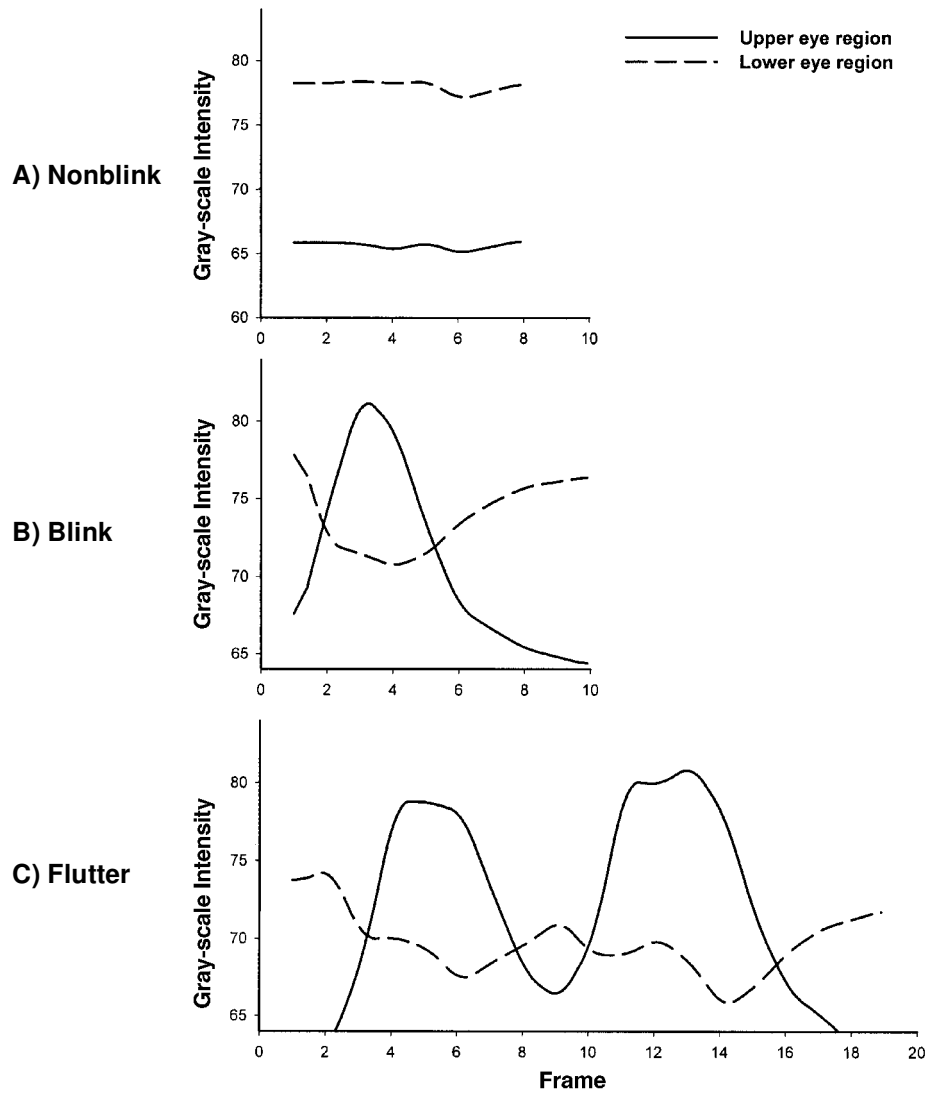 Upper eye region
Lower eye region
A) Nonblink
Gray-scale Intensity
80
75
70
65
60
0 2 4 6 8 10
B) Blink
Gray-scale Intensity
80
75
70
65
0 2 4 6 8 10
C) Flutter
Gray-scale Intensity
80
75
70
65
0 2 4 6 8 10 12 14 16 18 20
Frame